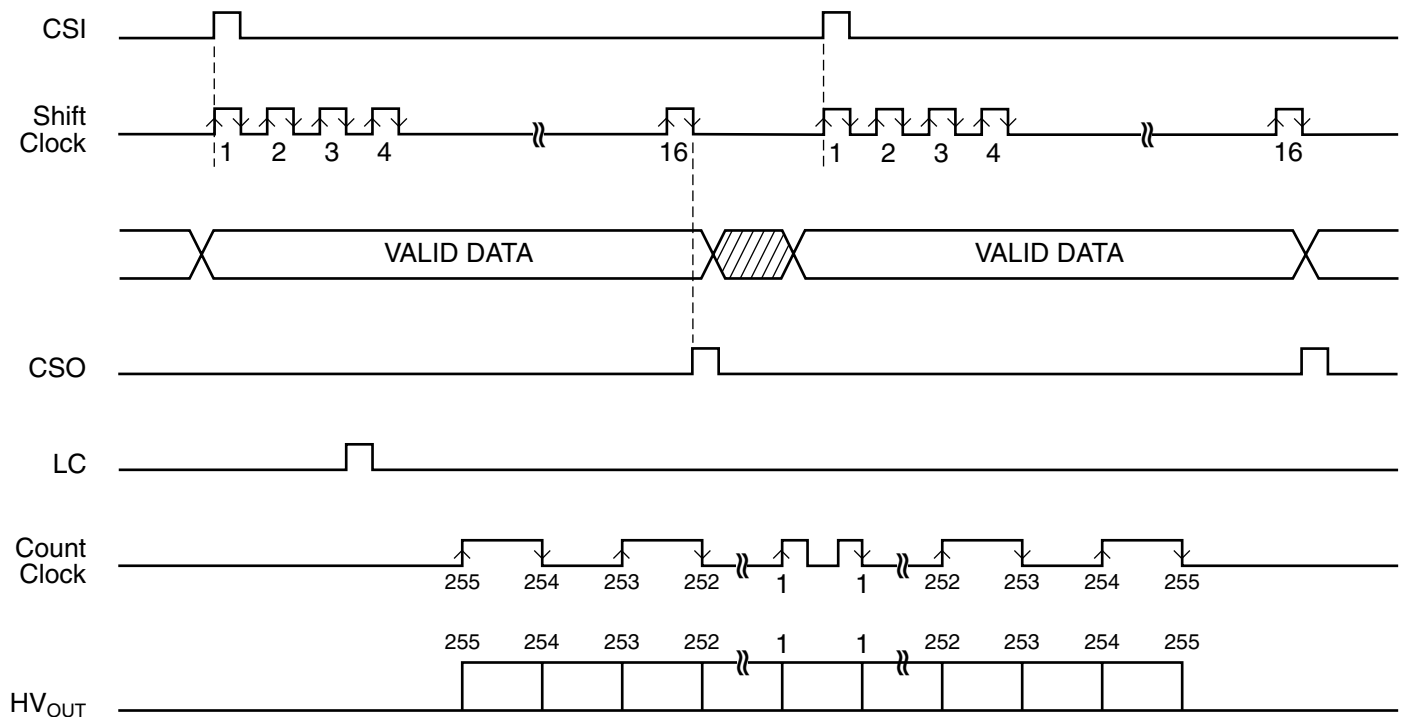 CSI
Shift
Clock
1 2 3 4 16 1 2 3 4 16
VALID DATA VALID DATA
CSO
LC
Count
Clock
255 254 253 252 1 1 252 253 254 255
255 254 253 252 1 1 252 253 254 255
HVOUT